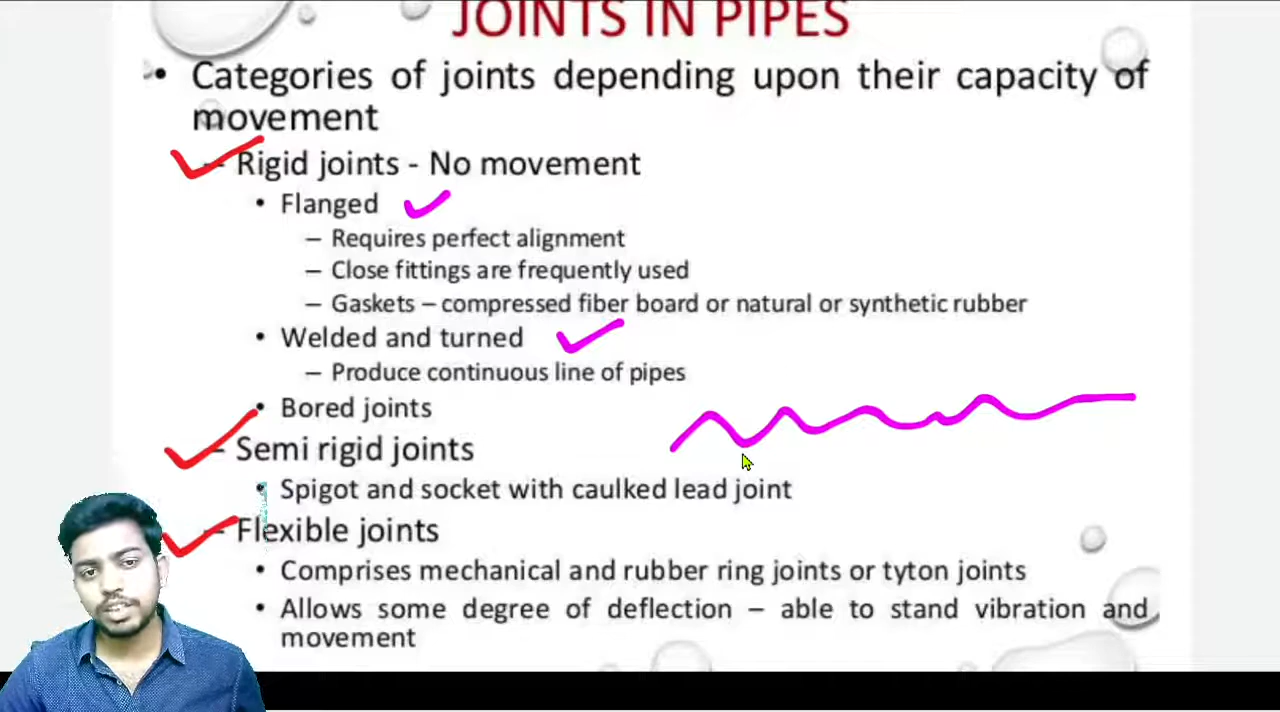 JOINTS IN PIPES
• Categories of joints depending upon their capacity of
movement
– Rigid joints - No movement
• Flanged
– Requires perfect alignment
– Close fittings are frequently used
– Gaskets – compressed fiber board or natural or synthetic rubber
• Welded and turned
– Produce continuous line of pipes
• Bored joints
– Semi rigid joints
• Spigot and socket with caulked lead joint
– Flexible joints
• Comprises mechanical and rubber ring joints or tyton joints
• Allows some degree of deflection – able to stand vibration and
movement